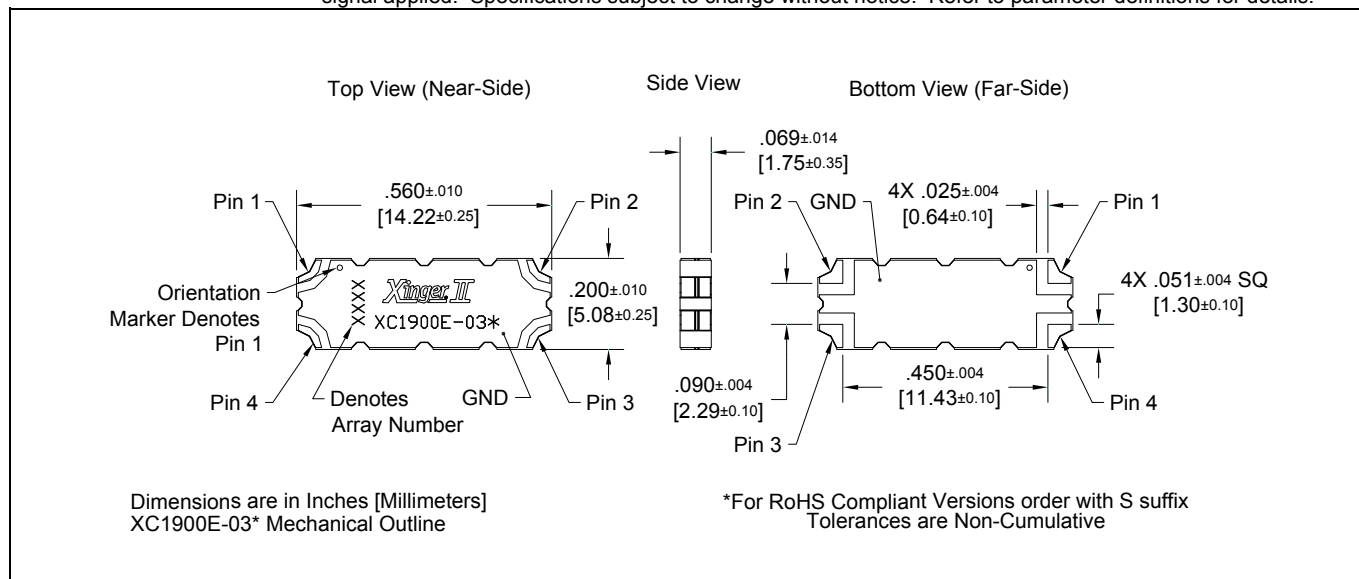 signal applied. Specifications subject to change without notice. Refer to parameter definitions for details.
Top View (Near-Side)
Side View
Bottom View (Far-Side)
.560±.010
[14.22±0.25]
Pin 1
Pin 2
.069±.014
[1.75±0.35]
Pin 2
GND
4X .025±.004
[0.64±0.10]
Pin 1
Orientation
Marker Denotes
Pin 1
XXXX
Xinger II
XC1900E-03*
.200±.010
[5.08±0.25]
4X .051±.004 SQ
[1.30±0.10]
Pin 4
Denotes
Array Number
GND
Pin 3
.090±.004
[2.29±0.10]
.450±.004
[11.43±0.10]
Pin 4
Pin 3
Dimensions are in Inches [Millimeters]
XC1900E-03* Mechanical Outline
*For RoHS Compliant Versions order with S suffix
Tolerances are Non-Cumulative